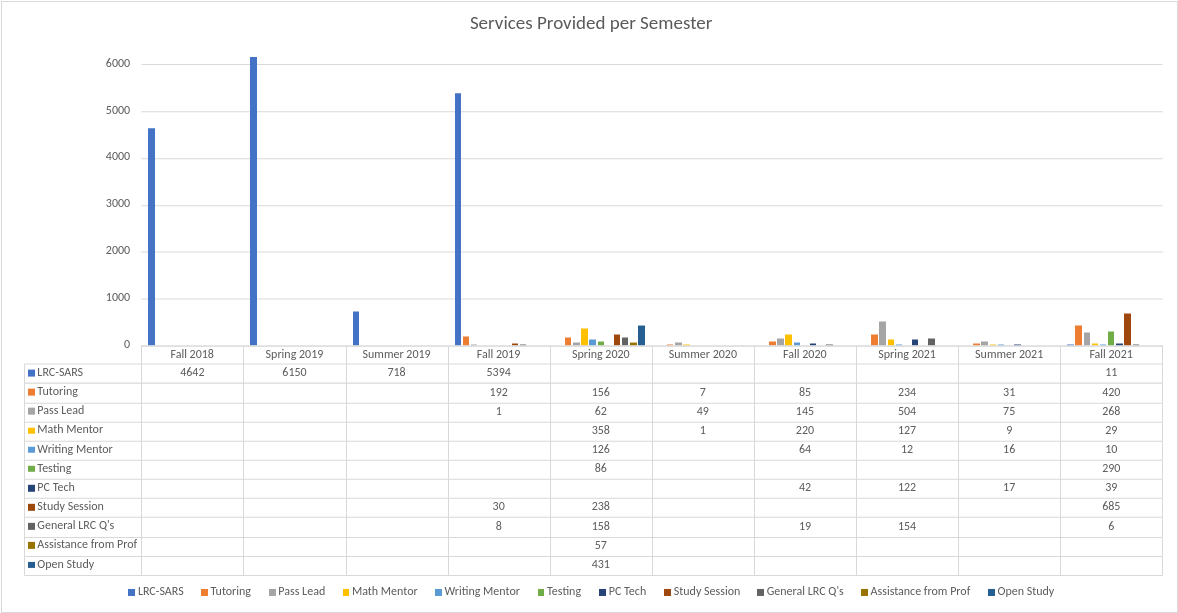 Services Provided per Semester
6000
5000
4000
3000
2000
1000
0
Fall 2018 Spring 2019 Summer 2019 Fall 2019 Spring 2020 Summer 2020 Fall 2020 Spring 2021 Summer 2021 Fall 2021
LRC-SARS 4642 6150 718 5394 11
Tutoring 192 156 7 85 234 31 420
Pass Lead 1 62 49 145 504 75 268
Math Mentor 358 1 220 127 9 29
Writing Mentor 126 64 12 16 10
Testing 86 290
PC Tech 42 122 17 39
Study Session 30 238 685
General LRC Q's 8 158 19 154 6
Assistance from Prof 57
Open Study 431
LRC-SARS Tutoring Pass Lead Math Mentor Writing Mentor Testing PC Tech Study Session General LRC Q's Assistance from Prof Open Study